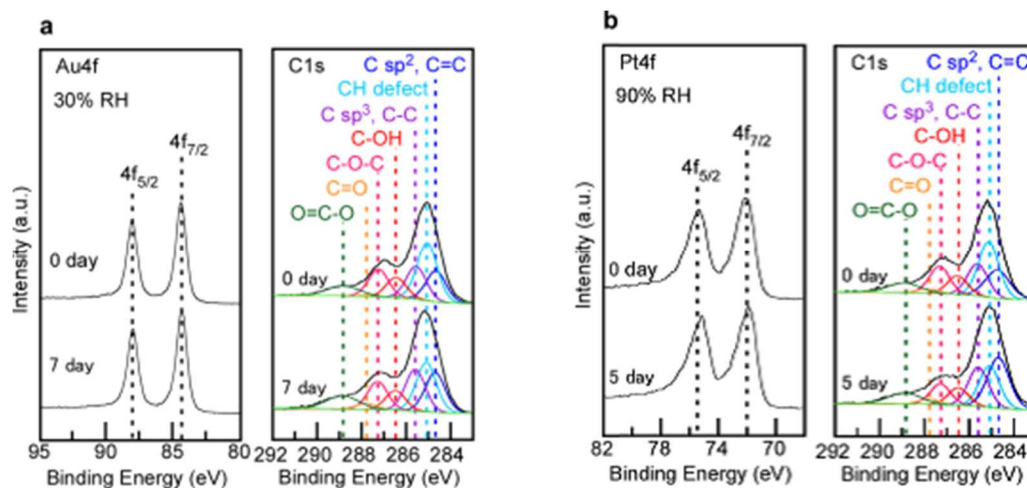 a
Au4f
30% RH
4f5/2
4f7/2
0 day
7 day
Intensity (a.u.)
95 90 85 80
Binding Energy (eV)
C1s
C sp², C=C
CH defect
C sp³, C-C
C-OH
C-O-C
C=O
O=C-O
0 day
7 day
292 290 288 286 284
Binding Energy (eV)
b
Pt4f
90% RH
4f5/2
4f7/2
0 day
5 day
Intensity (a.u.)
82 78 74 70
Binding Energy (eV)
C1s
C sp², C=C
CH defect
C sp³, C-C
C-OH
C-O-C
C=O
O=C-O
0 day
5 day
292 290 288 286 284
Binding Energy (eV)